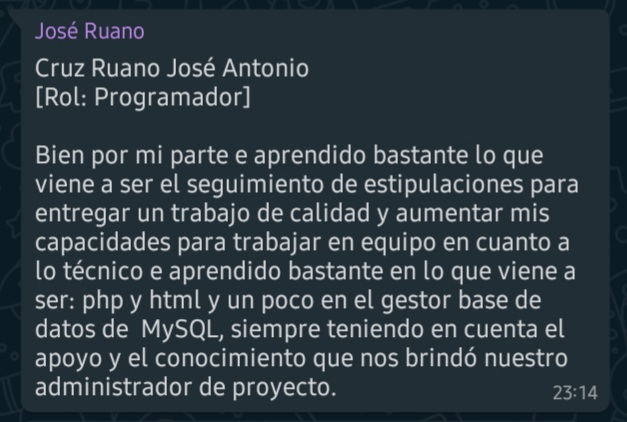 José Ruano
Cruz Ruano José Antonio
[Rol: Programador]
Bien por mi parte e aprendido bastante lo que
viene a ser el seguimiento de estipulaciones para
entregar un trabajo de calidad y aumentar mis
capacidades para trabajar en equipo en cuanto a
lo técnico e aprendido bastante en lo que viene a
ser: php y html y un poco en el gestor base de
datos de  MySQL, siempre teniendo en cuenta el
apoyo y el conocimiento que nos brindó nuestro
administrador de proyecto.
23:14